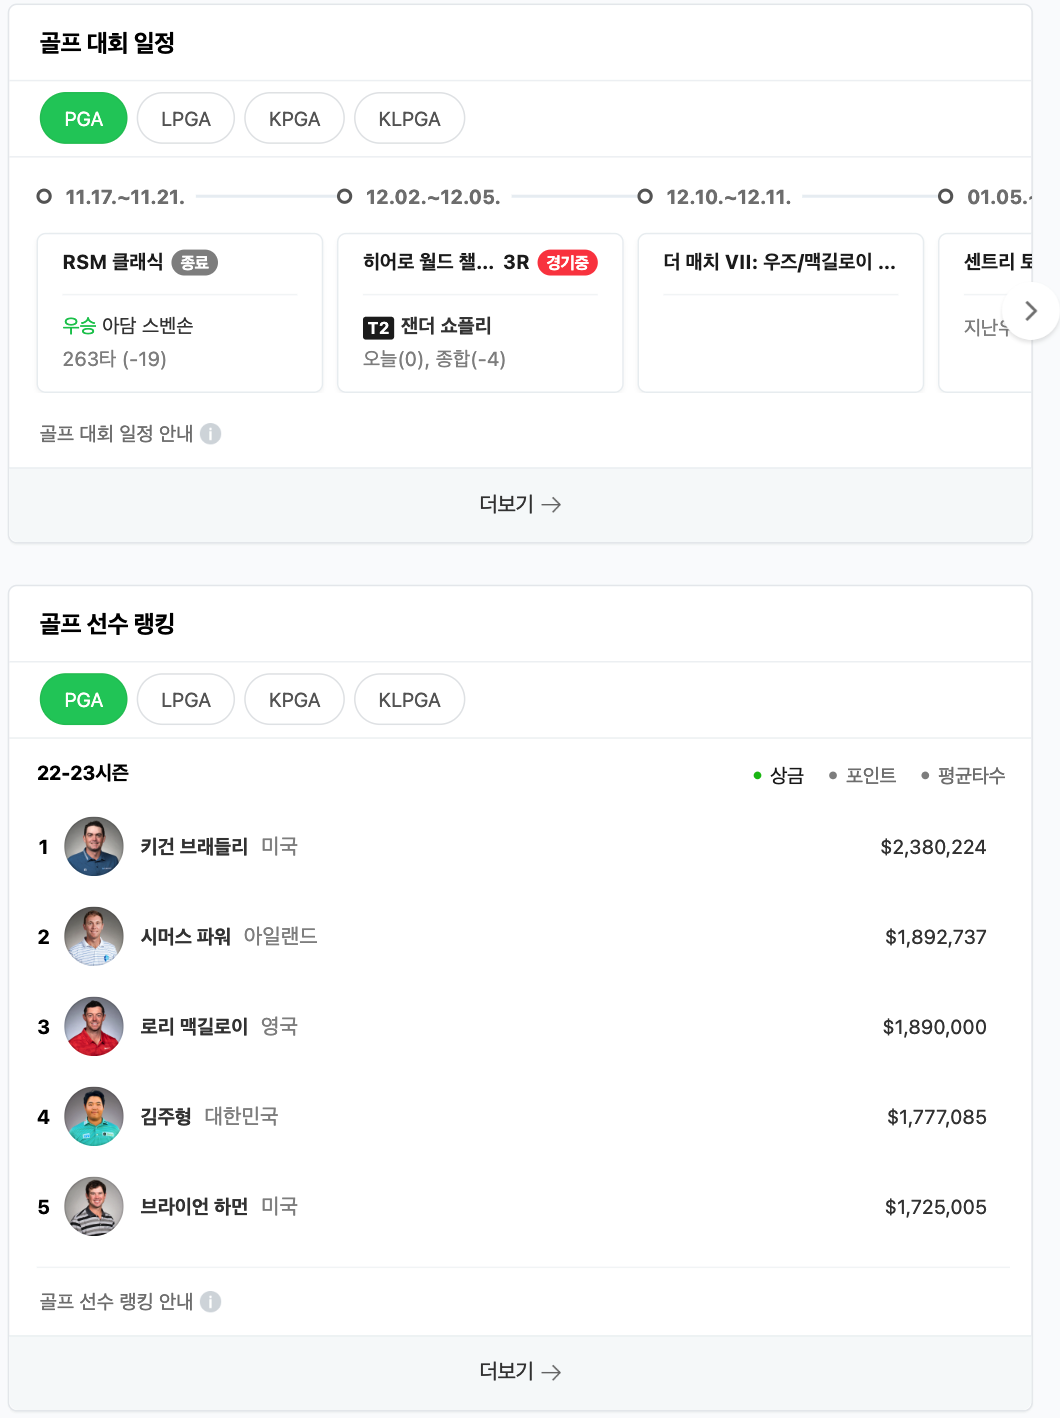 골프 대회 일정
PGA LPGA KPGA KLPGA
11.17.~11.21. 12.02.~12.05. 12.10.~12.11. 01.05.~
RSM 클래식 종료 히어로 월드 챌... 3R 경기중 더 매치 VII: 우즈/맥길로이 ... 센트리 토
우승 아담 스벤손 T2 잰더 쇼플리 지난우
263타 (-19) 오늘(0), 종합(-4)
골프 대회 일정 안내
더보기 →
골프 선수 랭킹
PGA LPGA KPGA KLPGA
22-23시즌 상금 포인트 평균타수
1 키건 브래들리 미국 $2,380,224
2 시머스 파워 아일랜드 $1,892,737
3 로리 맥길로이 영국 $1,890,000
4 김주형 대한민국 $1,777,085
5 브라이언 하먼 미국 $1,725,005
골프 선수 랭킹 안내
더보기 →